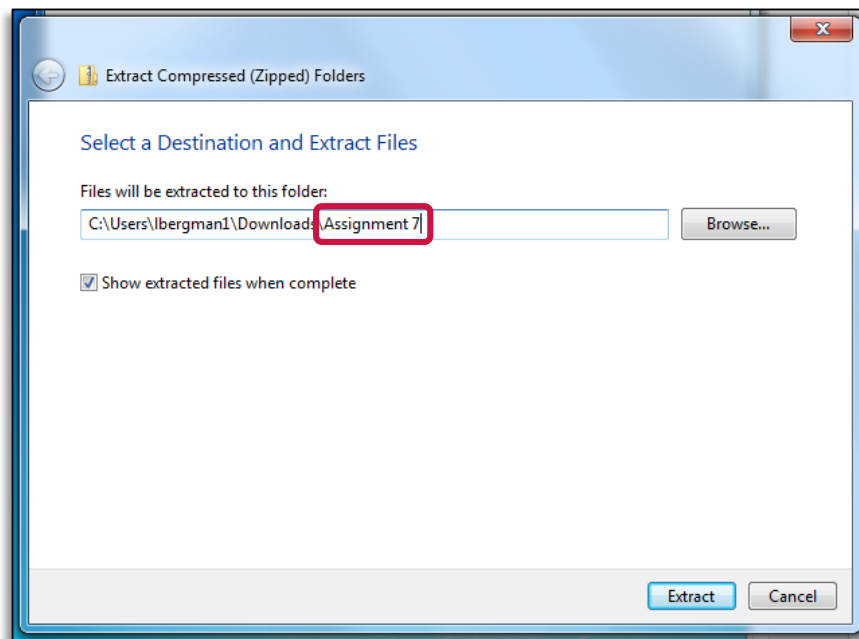 Extract Compressed (Zipped) Folders
Select a Destination and Extract Files
Files will be extracted to this folder:
C:\Users\lbergman1\Downloads\Assignment 7
Browse...
Show extracted files when complete
Extract
Cancel